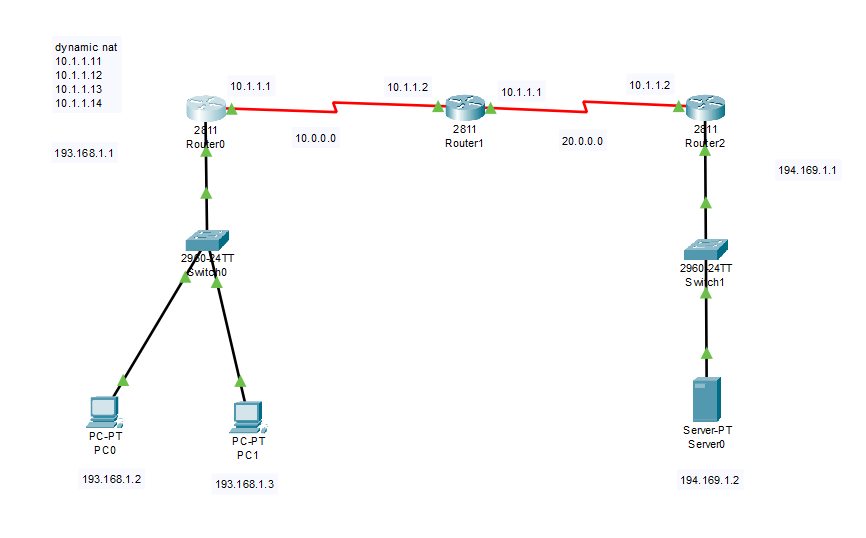 dynamic nat
10.1.1.11
10.1.1.12
10.1.1.13
10.1.1.14
10.1.1.1
10.1.1.2
10.1.1.1
10.1.1.2
2811
Router0
10.0.0.0
2811
Router1
20.0.0.0
2811
Router2
193.168.1.1
194.169.1.1
2960-24TT
Switch0
2960-24TT
Switch1
PC-PT
PC0
PC-PT
PC1
Server-PT
Server0
193.168.1.2
193.168.1.3
194.169.1.2